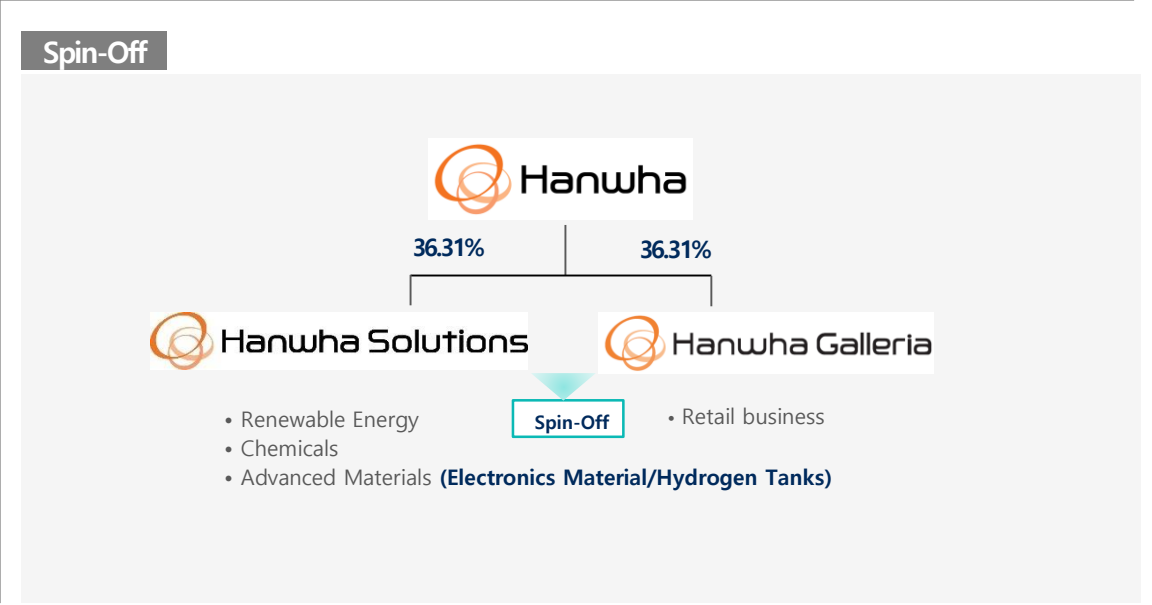 Spin-Off
Hanwha
36.31% 36.31%
Hanwha Solutions
Hanwha Galleria
• Renewable Energy
• Chemicals
• Advanced Materials (Electronics Material/Hydrogen Tanks)
Spin-Off
• Retail business